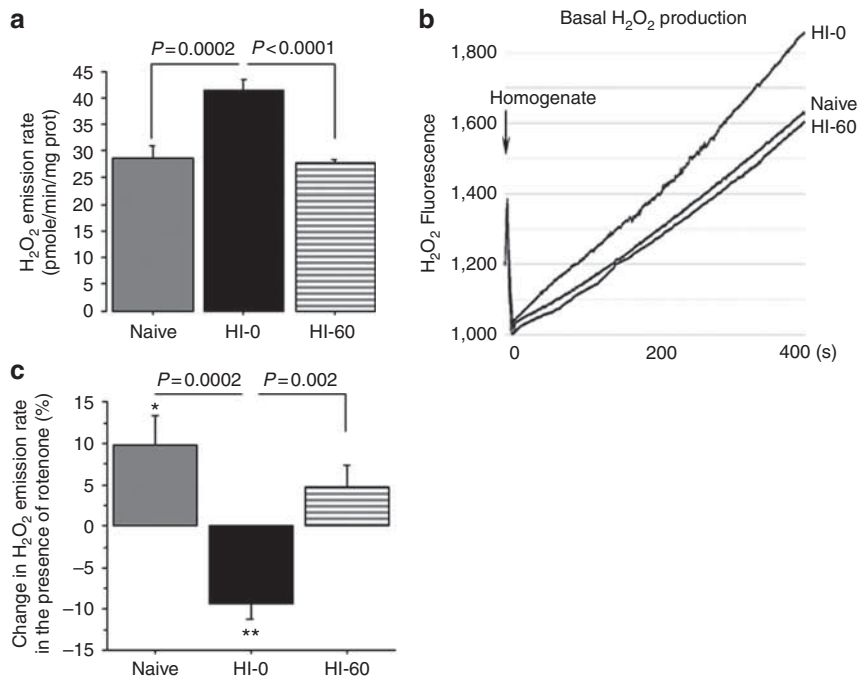 a
P=0.0002 P<0.0001
H₂O₂ emission rate
(pmole/min/mg prot)
45
40
35
30
25
20
15
10
5
0
Naive HI-0 HI-60
b
Basal H₂O₂ production
H₂O₂ Fluorescence
1,800
1,600
1,400
1,200
1,000
Homogenate
HI-0
Naive
HI-60
0 200 400 (s)
c
P=0.0002 P=0.002
Change in H₂O₂ emission rate
in the presence of rotenone (%)
15
10
5
0
−5
−10
−15
*
**
Naive HI-0 HI-60